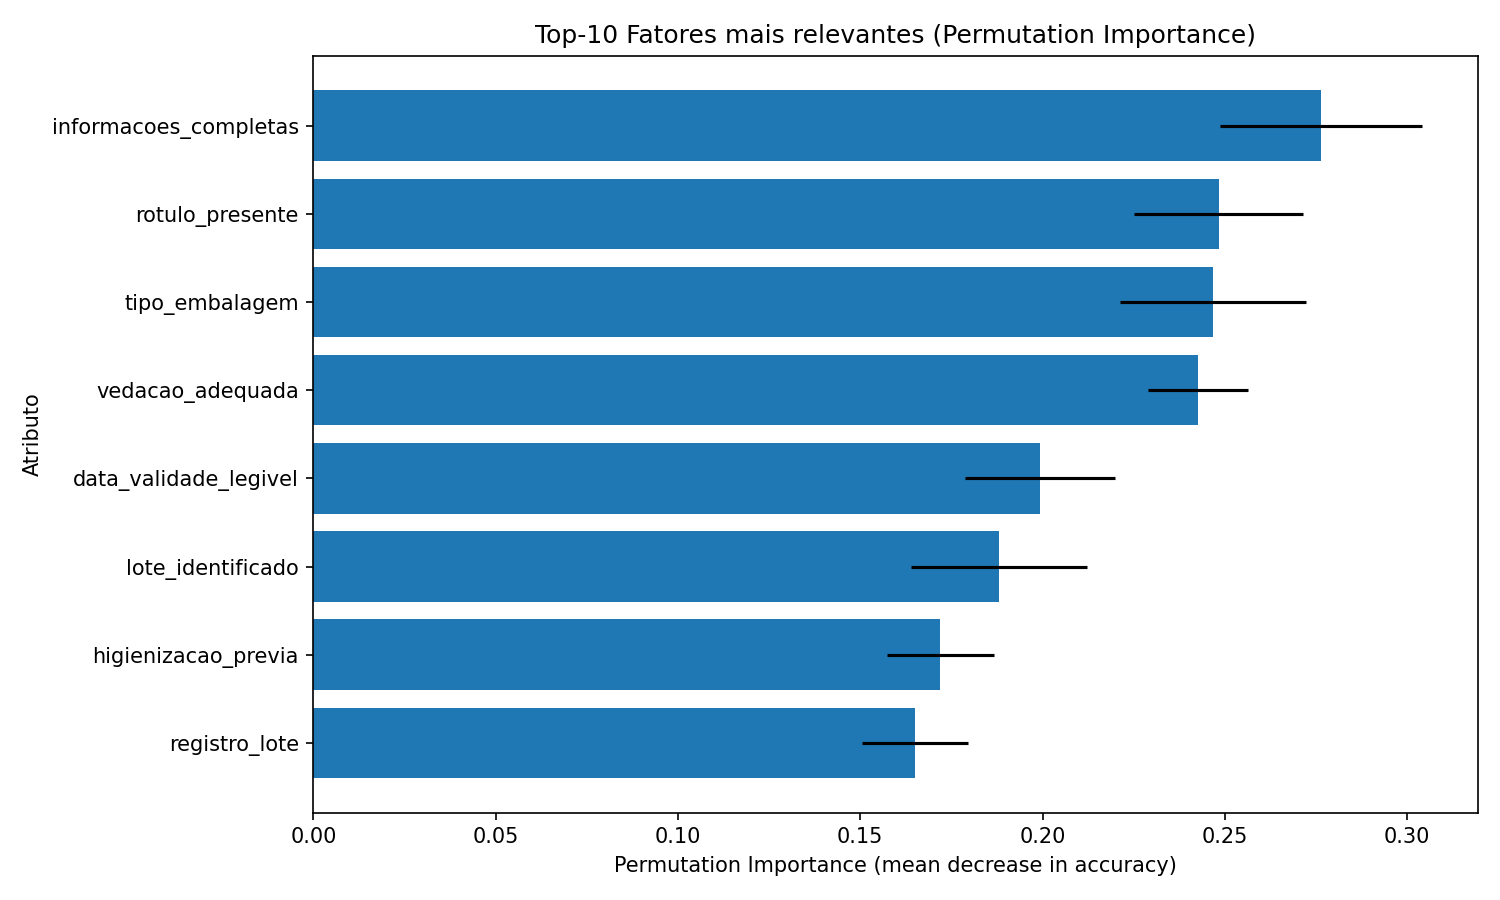 Top-10 Fatores mais relevantes (Permutation Importance)
Atributo
informacoes_completas
rotulo_presente
tipo_embalagem
vedacao_adequada
data_validade_legivel
lote_identificado
higienizacao_previa
registro_lote
0.00 0.05 0.10 0.15 0.20 0.25 0.30
Permutation Importance (mean decrease in accuracy)